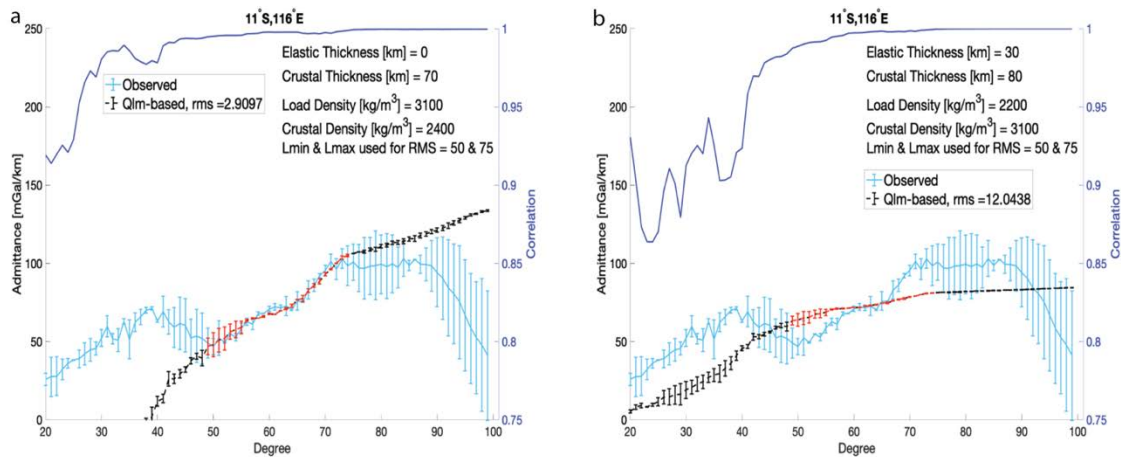 a
11°S,116°E
250
200
150
100
50
0
Admittance [mGal/km]
20 30 40 50 60 70 80 90 100
Degree
1
0.95
0.9
0.85
0.8
0.75
Correlation
Elastic Thickness [km] = 0
Crustal Thickness [km] = 70
Load Density [kg/m³] = 3100
Crustal Density [kg/m³] = 2400
Lmin & Lmax used for RMS = 50 & 75
Observed
Qlm-based, rms =2.9097
b
11°S,116°E
250
200
150
100
50
0
Admittance [mGal/km]
20 30 40 50 60 70 80 90 100
Degree
1
0.95
0.9
0.85
0.8
0.75
Correlation
Elastic Thickness [km] = 30
Crustal Thickness [km] = 80
Load Density [kg/m³] = 2200
Crustal Density [kg/m³] = 3100
Lmin & Lmax used for RMS = 50 & 75
Observed
Qlm-based, rms =12.0438